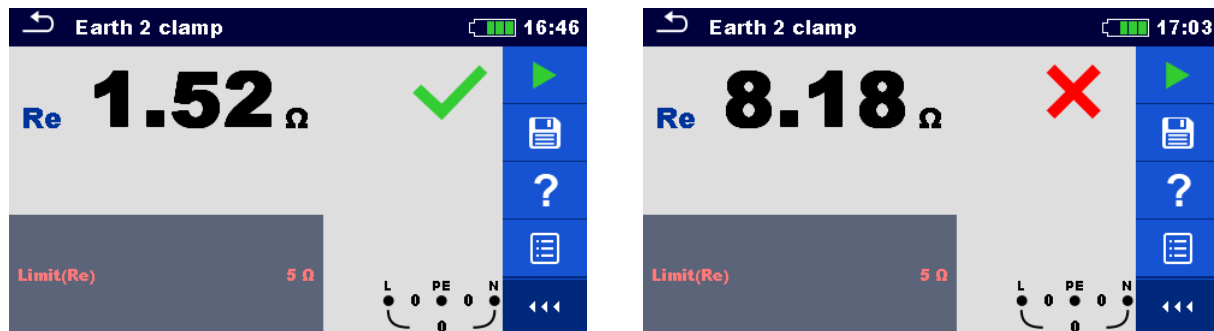 Earth 2 clamp 16:46
Re 1.52 Ω
?
Limit(Re) 5 Ω
L PE N
0 0
0
Earth 2 clamp 17:03
Re 8.18 Ω
?
Limit(Re) 5 Ω
L PE N
0 0
0